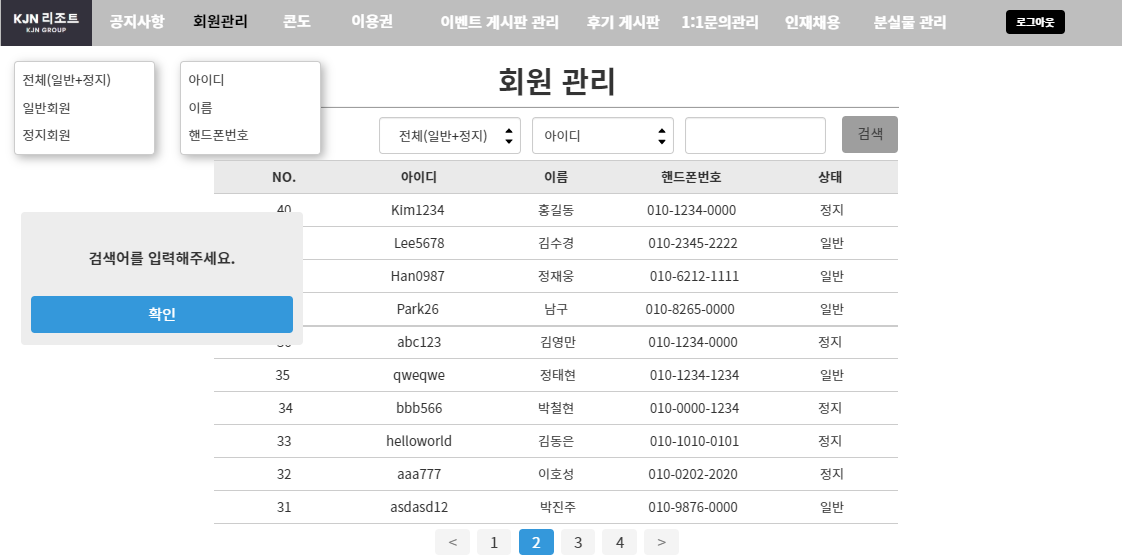 KJN 리조트
KJN GROUP
공지사항 회원관리 콘도 이용권 이벤트 게시판 관리 후기 게시판 1:1문의관리 인재채용 분실물 관리 로그아웃
전체(일반+정지)
일반회원
정지회원
아이디
이름
핸드폰번호
회원 관리
전체(일반+정지) 아이디 검색
NO. 아이디 이름 핸드폰번호 상태
40 Kim1234 홍길동 010-1234-0000 정지
Lee5678 김수경 010-2345-2222 일반
Han0987 정재웅 010-6212-1111 일반
Park26 남구 010-8265-0000 일반
abc123 김영만 010-1234-0000 정지
35 qweqwe 정태현 010-1234-1234 일반
34 bbb566 박철현 010-0000-1234 정지
33 helloworld 김동은 010-1010-0101 정지
32 aaa777 이호성 010-0202-2020 정지
31 asdasd12 박진주 010-9876-0000 일반
검색어를 입력해주세요.
확인
< 1 2 3 4 >